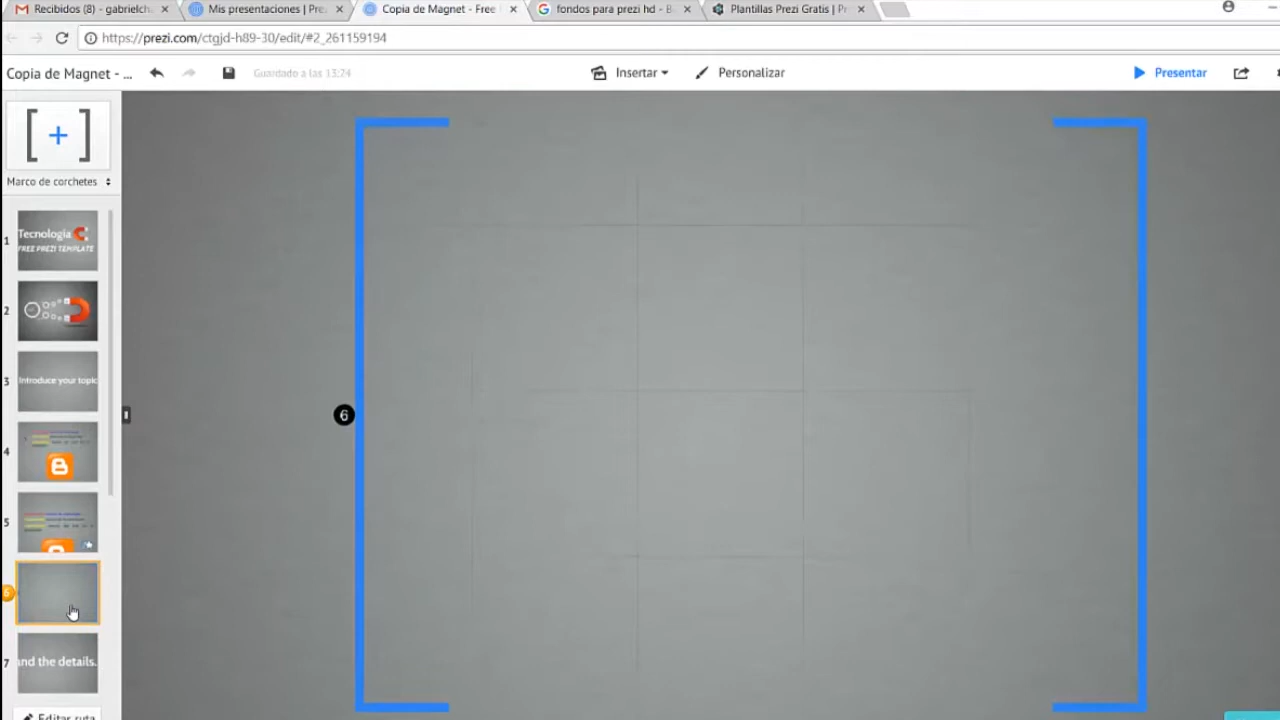 Recibidos (8) - gabrielch
Mis presentaciones | Pre
Copia de Magnet - Free
fondos para prezi hd - B
Plantillas Prezi Gratis | P
https://prezi.com/ctgjd-h89-30/edit/#2_261159194
Copia de Magnet - ...
Guardado a las 13:24
Insertar
Personalizar
Presentar
[ + ]
Marco de corchetes
1
Tecnologia
FREE PREZI TEMPLATE
2
3
Introduce your topic
4
5
6
6
7
and the details.
Editar ruta